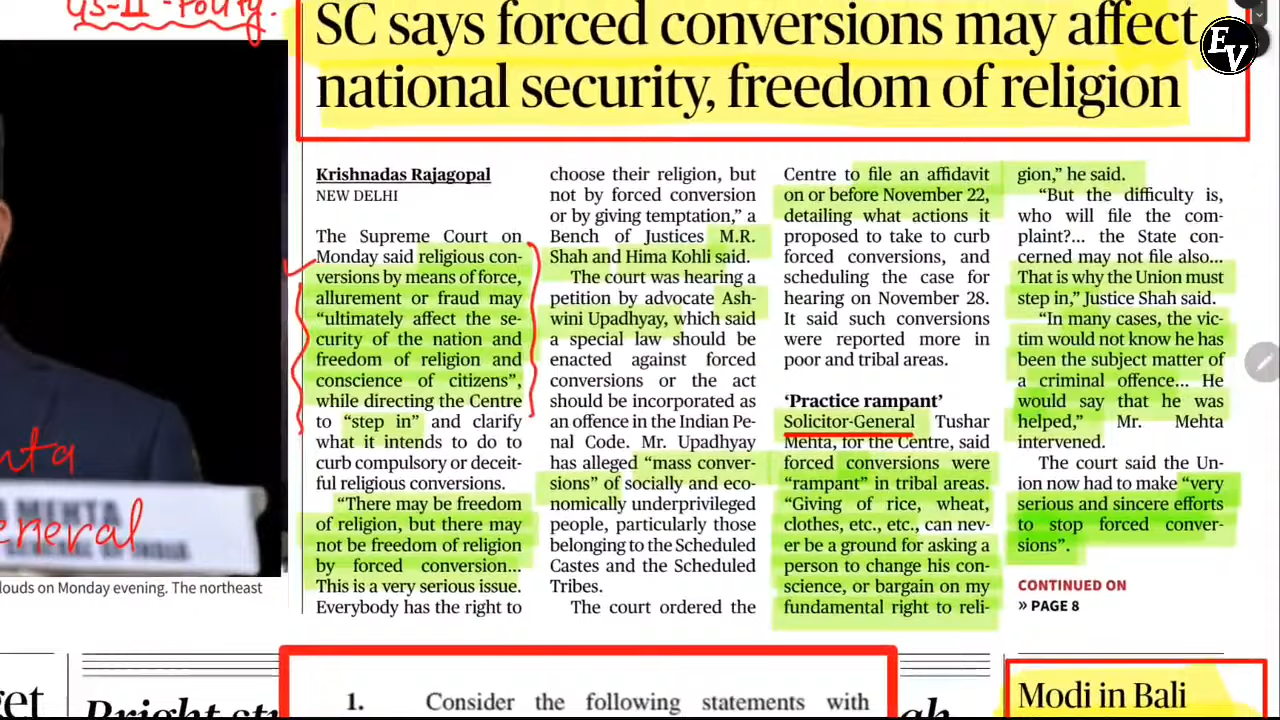 GS-II-Polity.
SC says forced conversions may affect
national security, freedom of religion
EV
Krishnadas Rajagopal
NEW DELHI
The Supreme Court on
Monday said religious con-
versions by means of force,
allurement or fraud may
“ultimately affect the se-
curity of the nation and
freedom of religion and
conscience of citizens”,
while directing the Centre
to “step in” and clarify
what it intends to do to
curb compulsory or deceit-
ful religious conversions.
“There may be freedom
of religion, but there may
not be freedom of religion
by forced conversion...
This is a very serious issue.
Everybody has the right to
choose their religion, but
not by forced conversion
or by giving temptation,” a
Bench of Justices M.R.
Shah and Hima Kohli said.
The court was hearing a
petition by advocate Ash-
wini Upadhyay, which said
a special law should be
enacted against forced
conversions or the act
should be incorporated as
an offence in the Indian Pe-
nal Code. Mr. Upadhyay
has alleged “mass conver-
sions” of socially and eco-
nomically underprivileged
people, particularly those
belonging to the Scheduled
Castes and the Scheduled
Tribes.
The court ordered the
Centre to file an affidavit
on or before November 22,
detailing what actions it
proposed to take to curb
forced conversions, and
scheduling the case for
hearing on November 28.
It said such conversions
were reported more in
poor and tribal areas.
‘Practice rampant’
Solicitor-General Tushar
Mehta, for the Centre, said
forced conversions were
“rampant” in tribal areas.
“Giving of rice, wheat,
clothes, etc., etc., can nev-
er be a ground for asking a
person to change his con-
science, or bargain on my
fundamental right to reli-
gion,” he said.
“But the difficulty is,
who will file the com-
plaint?... the State con-
cerned may not file also...
That is why the Union must
step in,” Justice Shah said.
“In many cases, the vic-
tim would not know he has
been the subject matter of
a criminal offence... He
would say that he was
helped,” Mr. Mehta
intervened.
The court said the Un-
ion now had to make “very
serious and sincere efforts
to stop forced conver-
sions”.
CONTINUED ON
» PAGE 8
MEHTA
louds on Monday evening. The northeast
1. Consider the following statements with
Modi in Bali